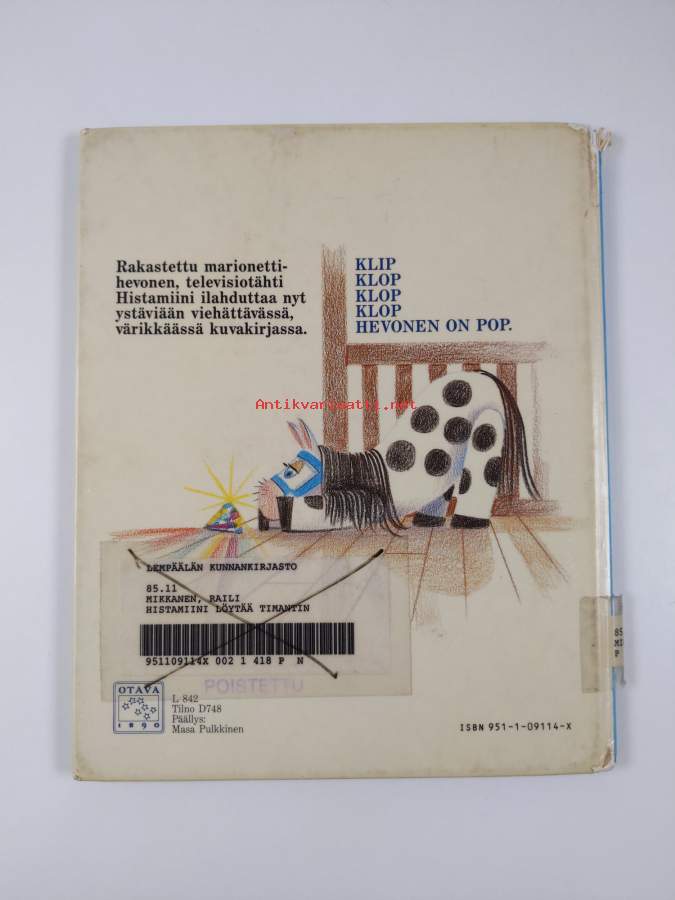 Rakastettu marionetti-
hevonen, televisiotähti
Histamiini ilahduttaa nyt
ystäviään viehättävässä,
värikkäässä kuvakirjassa.
KLIP
KLOP
KLOP
KLOP
HEVONEN ON POP.
Antikvariaatti.net
LEMPÄÄLÄN KUNNANKIRJASTO
85.11
MIKKANEN, RAILI
HISTAMIINI LÖYTÄÄ TIMANTIN
951109114X 002 1 418 P N
POISTETTU
OTAVA
1890
L 842
Tilno D748
Päällys:
Masa Pulkkinen
ISBN 951-1-09114-X
85
MI
P